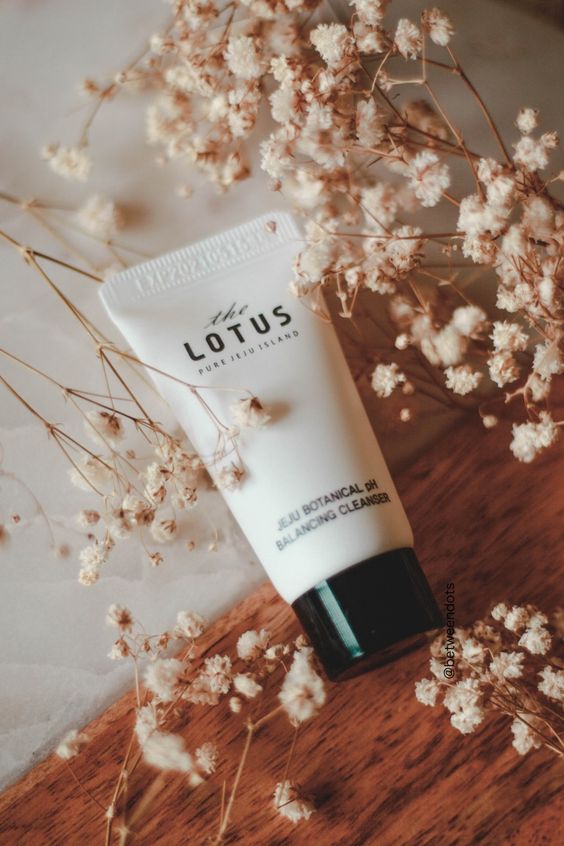 the
LOTUS
PURE JEJU ISLAND
JEJU BOTANICAL pH
BALANCING CLEANSER
@betweendots